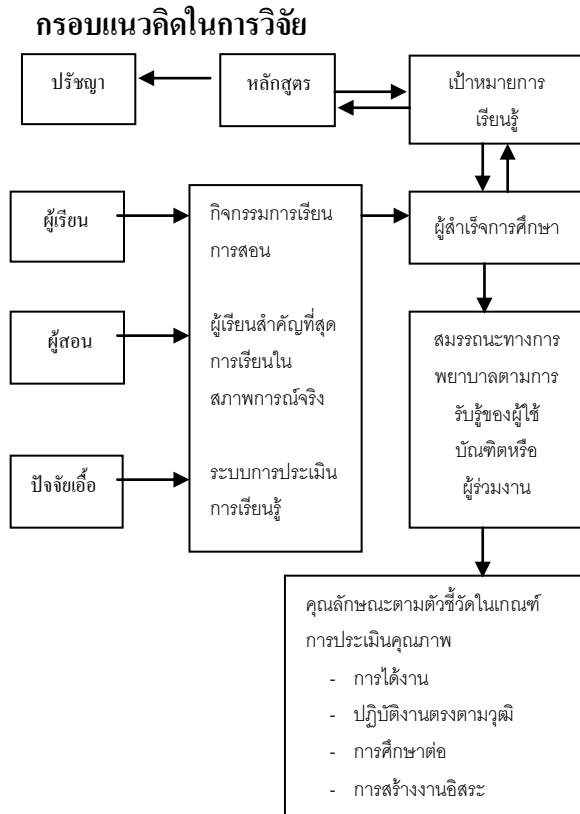 กรอบแนวคิดในการวิจัย
ปรัชญา
หลักสูตร
เป้าหมายการ
เรียนรู้
ผู้เรียน
กิจกรรมการเรียน
การสอน
ผู้สำเร็จการศึกษา
ผู้สอน
ผู้เรียนสำคัญที่สุด
การเรียนใน
สภาพการณ์จริง
สมรรถนะทางการ
พยาบาลตามการ
รับรู้ของผู้ใช้
บัณฑิตหรือ
ผู้ร่วมงาน
ปัจจัยเอื้อ
ระบบการประเมิน
การเรียนรู้
คุณลักษณะตามตัวชี้วัดในเกณฑ์
การประเมินคุณภาพ
- การได้งาน
- ปฏิบัติงานตรงตามวุฒิ
- การศึกษาต่อ
- การสร้างงานอิสระ